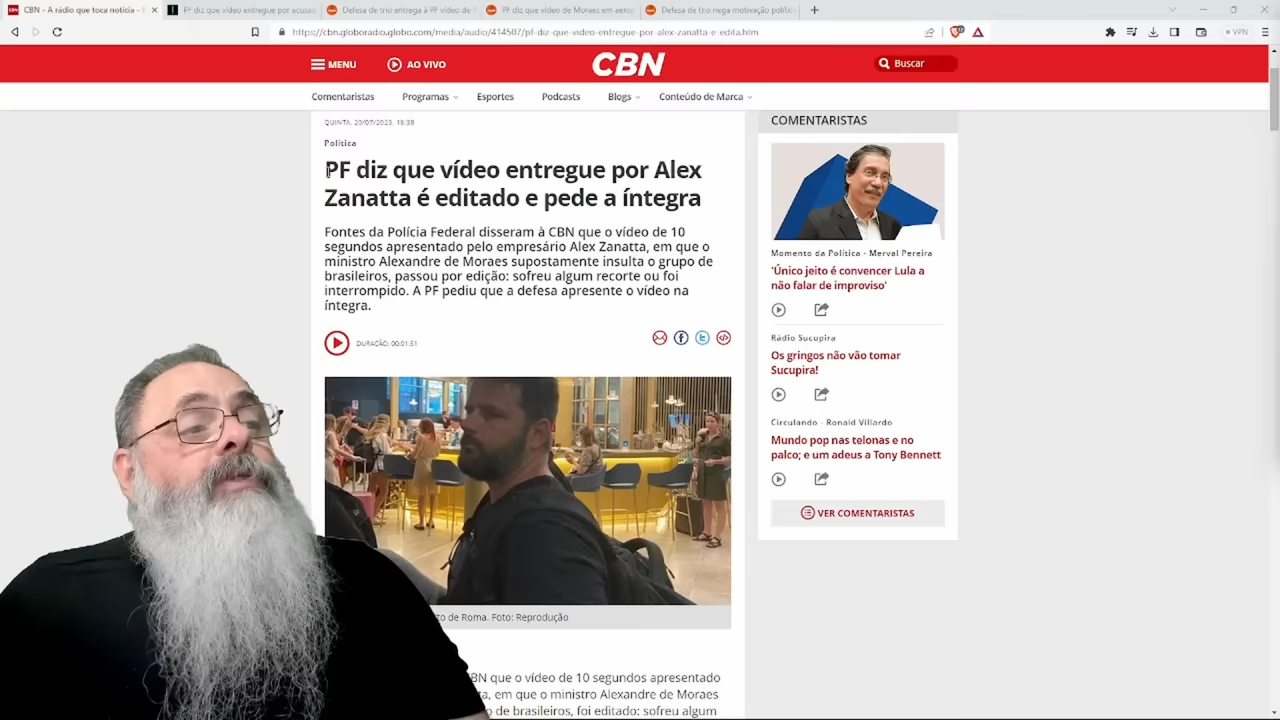 CBN - A rádio que toca notícia -
PF diz que vídeo entregue por acusad
Defesa de trio entrega à PF vídeo de
PF diz que vídeo de Moraes em aerop
Defesa de trio nega motivação polític
https://cbn.globoradio.globo.com/media/audio/414507/pf-diz-que-video-entregue-por-alex-zanatta-e-edita.htm
VPN
MENU
AO VIVO
CBN
Buscar
Comentaristas
Programas
Esportes
Podcasts
Blogs
Conteúdo de Marca
QUINTA, 20/07/2023, 18:38
Política
PF diz que vídeo entregue por Alex
Zanatta é editado e pede a íntegra
Fontes da Polícia Federal disseram à CBN que o vídeo de 10
segundos apresentado pelo empresário Alex Zanatta, em que o
ministro Alexandre de Moraes supostamente insulta o grupo de
brasileiros, passou por edição: sofreu algum recorte ou foi
interrompido. A PF pediu que a defesa apresente o vídeo na
íntegra.
DURAÇÃO: 00:01:51
to de Roma. Foto: Reprodução
BN que o vídeo de 10 segundos apresentado
ta, em que o ministro Alexandre de Moraes
o de brasileiros, foi editado: sofreu algum
COMENTARISTAS
Momento da Política - Merval Pereira
'Único jeito é convencer Lula a
não falar de improviso'
Rádio Sucupira
Os gringos não vão tomar
Sucupira!
Circulando - Ronald Villardo
Mundo pop nas telonas e no
palco; e um adeus a Tony Bennett
VER COMENTARISTAS